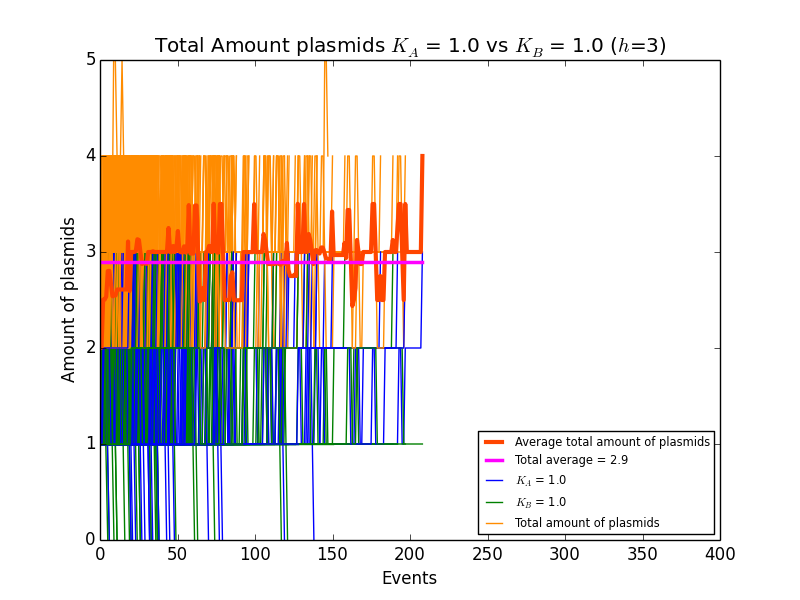 Total Amount plasmids K_A = 1.0 vs K_B = 1.0 (h=3)
5
4
3
2
1
0
Amount of plasmids
Average total amount of plasmids
Total average = 2.9
K_A = 1.0
K_B = 1.0
Total amount of plasmids
0 50 100 150 200 250 300 350 400
Events